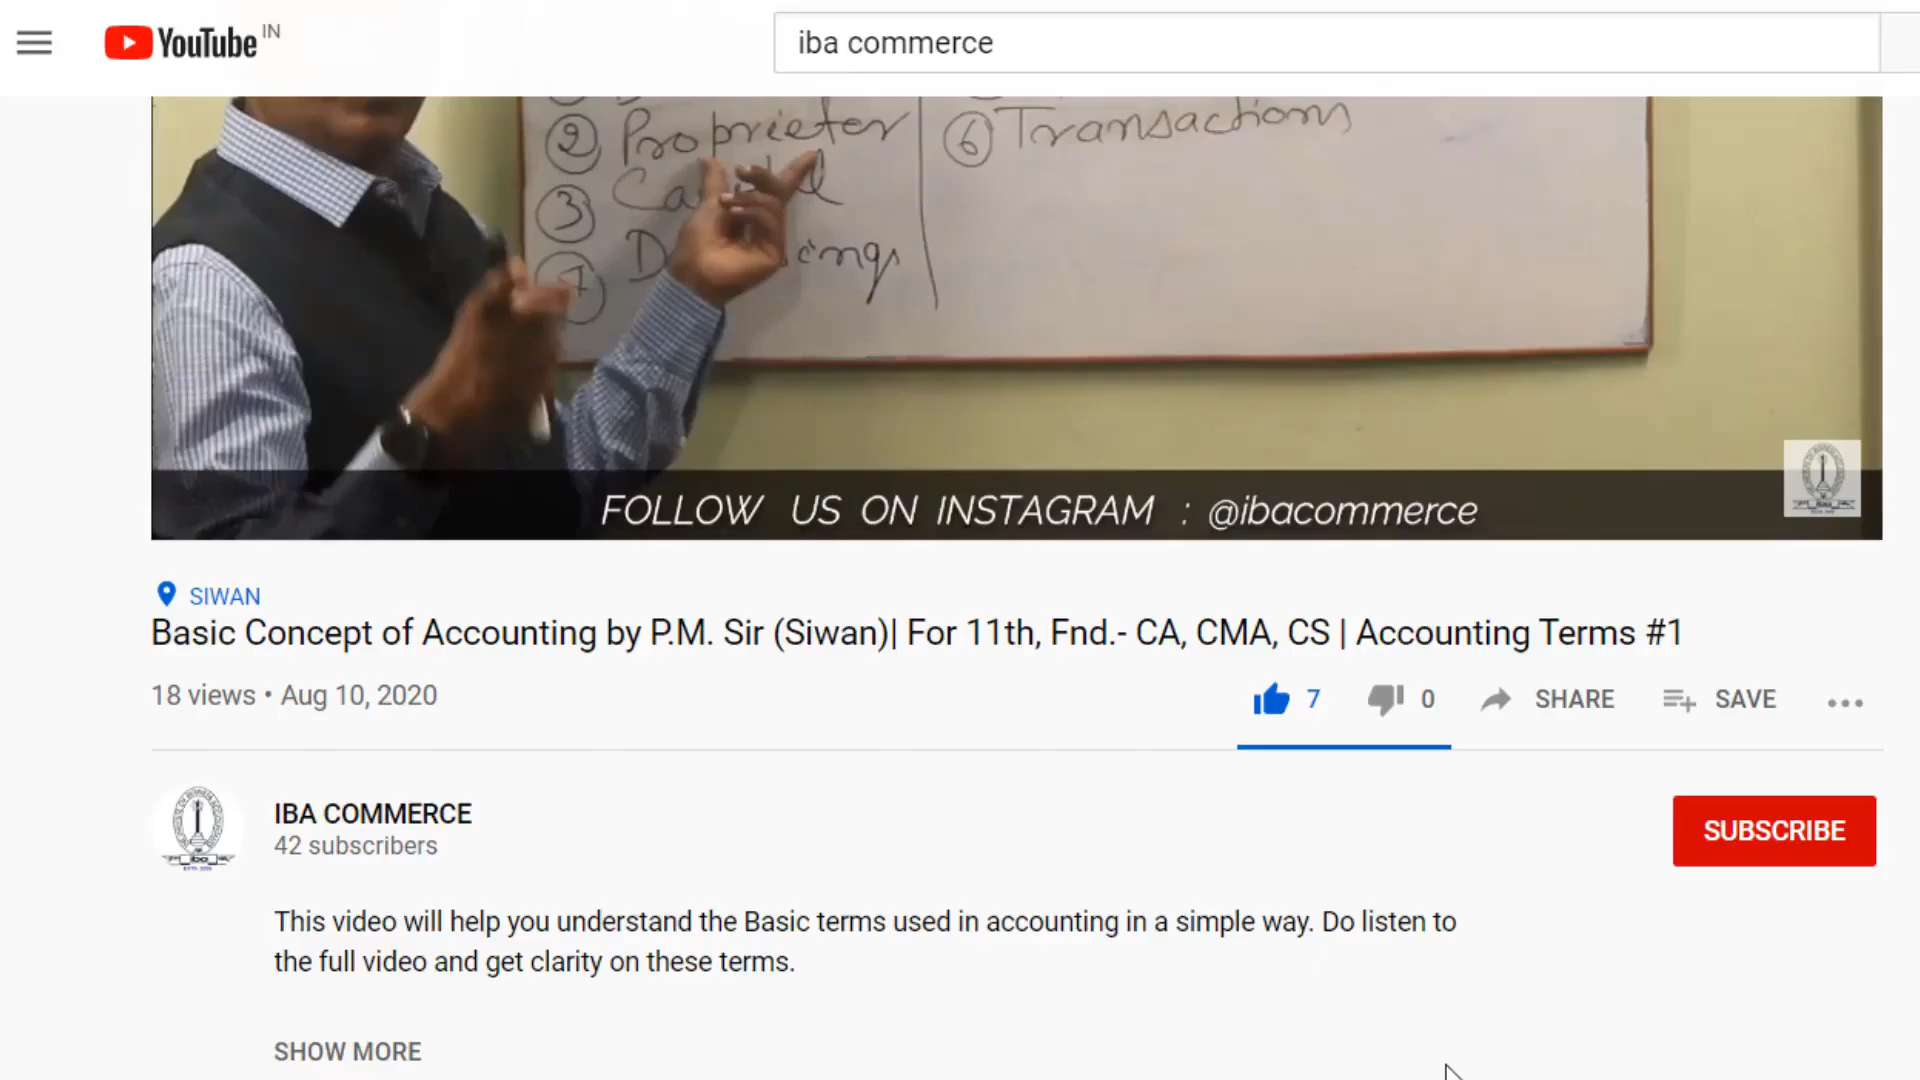 YouTube IN
iba commerce
② Proprieter
⑥ Transactions
③
④
FOLLOW US ON INSTAGRAM : @ibacommerce
SIWAN
Basic Concept of Accounting by P.M. Sir (Siwan)| For 11th, Fnd.- CA, CMA, CS | Accounting Terms #1
18 views • Aug 10, 2020
7 0 SHARE SAVE
IBA COMMERCE
42 subscribers
SUBSCRIBE
This video will help you understand the Basic terms used in accounting in a simple way. Do listen to
the full video and get clarity on these terms.
SHOW MORE